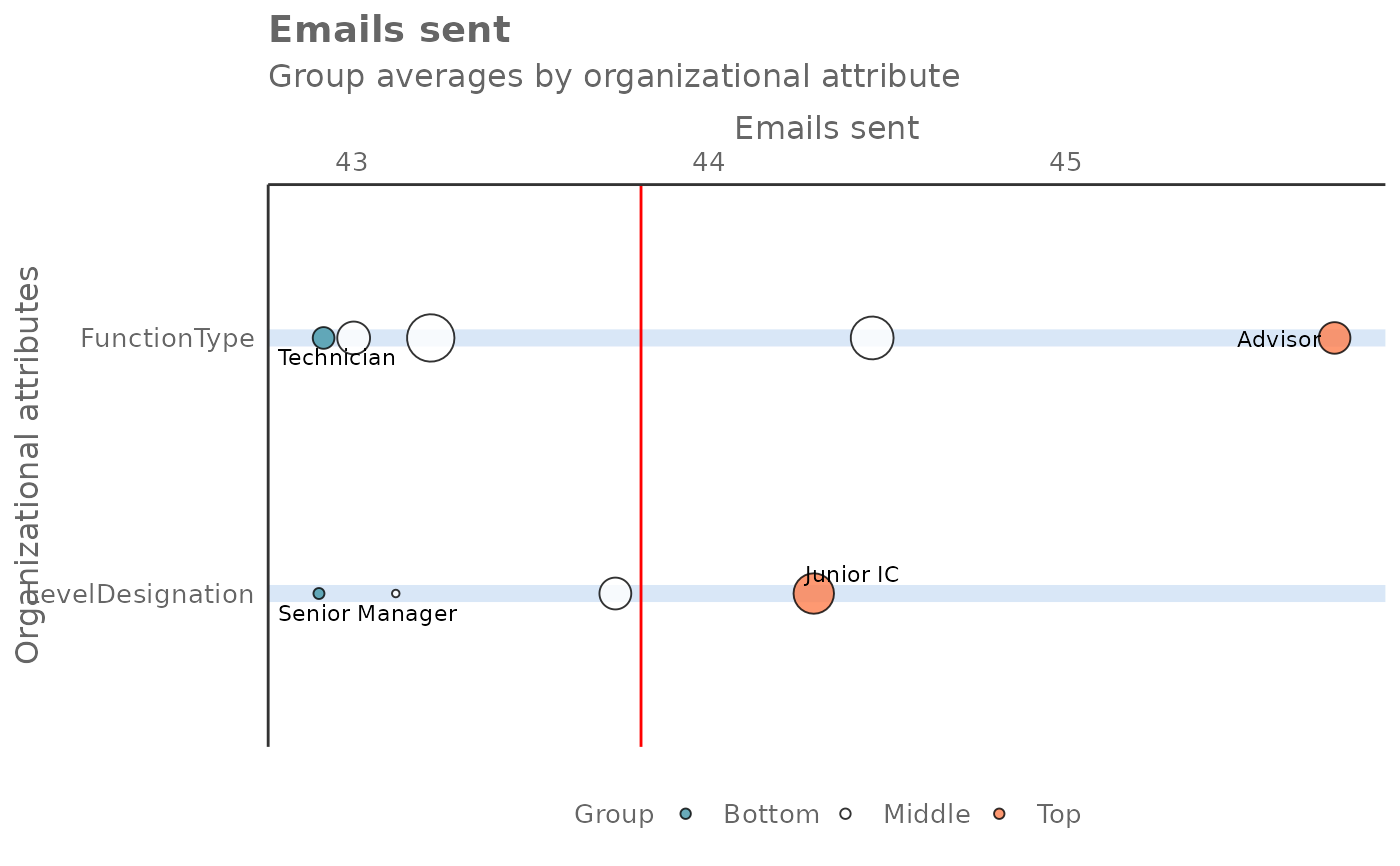 Emails sent
Group averages by organizational attribute
Emails sent
43 44 45
Organizational attributes
FunctionType
Technician
Advisor
LevelDesignation
Junior IC
Senior Manager
Group Bottom Middle Top